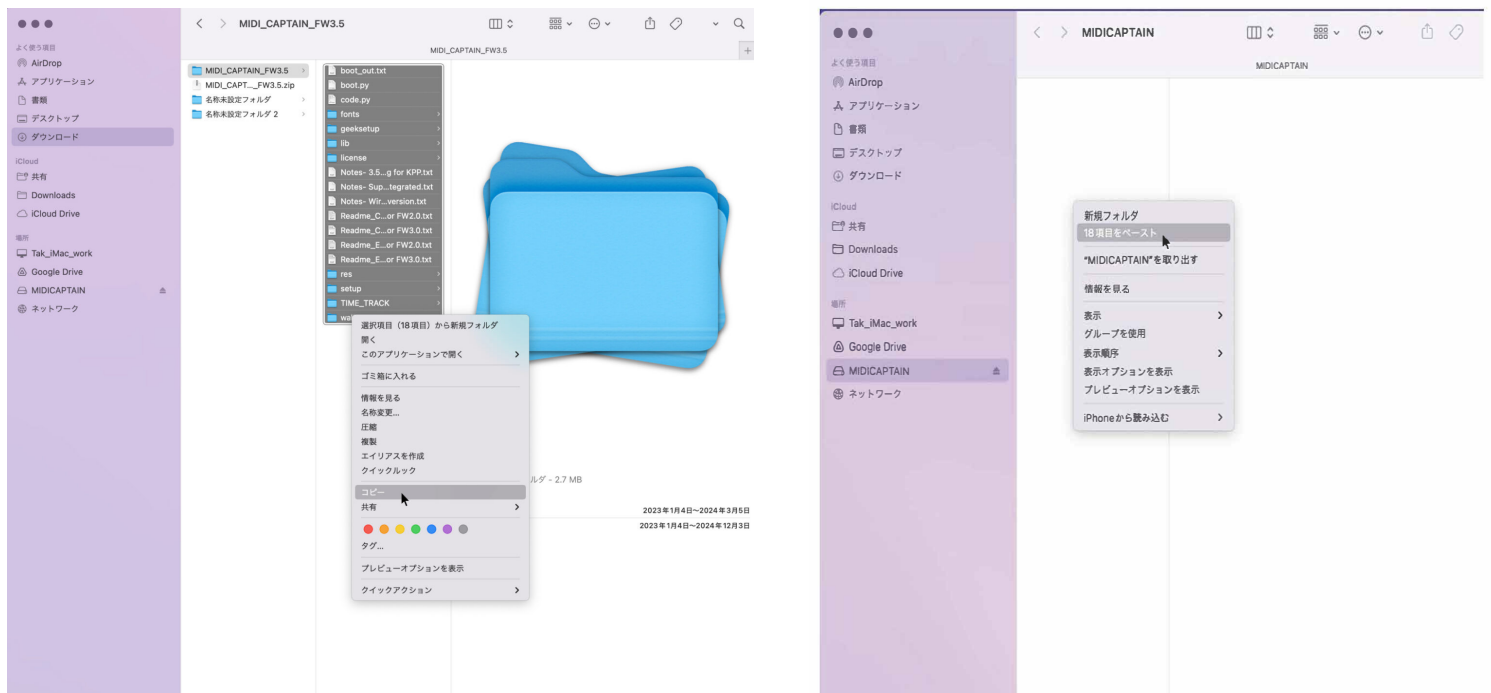 MIDI_CAPTAIN_FW3.5
MIDI_CAPTAIN_FW3.5
よく使う項目
AirDrop
アプリケーション
書類
デスクトップ
ダウンロード
iCloud
共有
Downloads
iCloud Drive
場所
Tak_iMac_work
Google Drive
MIDICAPTAIN
ネットワーク
MIDI_CAPTAIN_FW3.5
MIDI_CAPT..._FW3.5.zip
名称未設定フォルダ
名称未設定フォルダ 2
boot_out.txt
boot.py
code.py
fonts
geeksetup
lib
license
Notes- 3.5...g for KPP.txt
Notes- Sup...tegrated.txt
Notes- Wir...version.txt
Readme_C...or FW2.0.txt
Readme_C...or FW3.0.txt
Readme_E...or FW2.0.txt
Readme_E...or FW3.0.txt
res
setup
TIME_TRACK
選択項目（18項目）から新規フォルダ
開く
このアプリケーションで開く
ゴミ箱に入れる
情報を見る
名称変更...
圧縮
複製
エイリアスを作成
クイックルック
コピー
共有
タグ...
プレビューオプションを表示
クイックアクション
ルダ - 2.7 MB
2023年1月4日〜2024年3月5日
2023年1月4日〜2024年12月3日
MIDICAPTAIN
MIDICAPTAIN
よく使う項目
AirDrop
アプリケーション
書類
デスクトップ
ダウンロード
iCloud
共有
Downloads
iCloud Drive
場所
Tak_iMac_work
Google Drive
MIDICAPTAIN
ネットワーク
新規フォルダ
18項目をペースト
"MIDICAPTAIN"を取り出す
情報を見る
表示
グループを使用
表示順序
表示オプションを表示
プレビューオプションを表示
iPhoneから読み込む